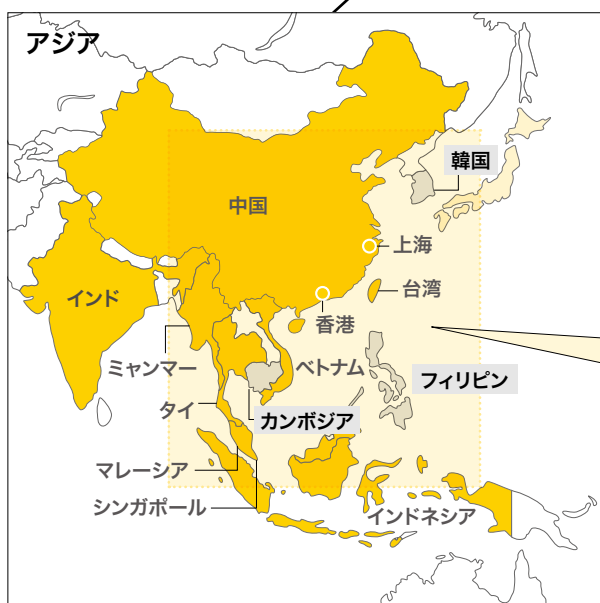 アジア
韓国
中国
上海
インド
台湾
香港
ミャンマー
ベトナム
フィリピン
タイ
カンボジア
マレーシア
シンガポール
インドネシア